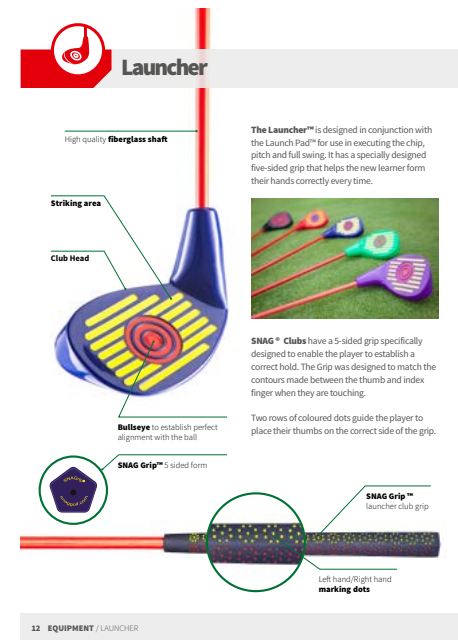 Launcher
High quality fiberglass shaft
The Launcher™ is designed in conjunction with
the Launch Pad™ for use in executing the chip,
pitch and full swing. It has a specially designed
five-sided grip that helps the new learner form
their hands correctly every time.
Striking area
Club Head
SNAG® Clubs have a 5-sided grip specifically
designed to enable the player to establish a
correct hold. The Grip was designed to match the
contours made between the thumb and index
finger when they are touching.
Two rows of coloured dots guide the player to
place their thumbs on the correct side of the grip.
Bullseye to establish perfect
alignment with the ball
SNAG Grip™ 5 sided form
SNAG Grip ™
launcher club grip
Left hand/Right hand
marking dots
12 EQUIPMENT / LAUNCHER